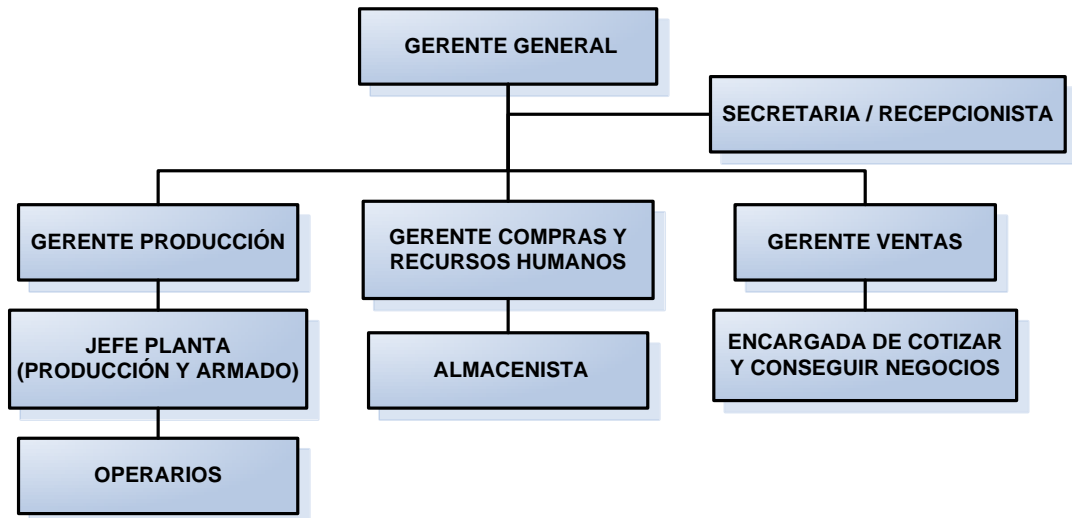 GERENTE GENERAL
SECRETARIA / RECEPCIONISTA
GERENTE PRODUCCIÓN
GERENTE COMPRAS Y
RECURSOS HUMANOS
GERENTE VENTAS
JEFE PLANTA
(PRODUCCIÓN Y ARMADO)
ALMACENISTA
ENCARGADA DE COTIZAR
Y CONSEGUIR NEGOCIOS
OPERARIOS